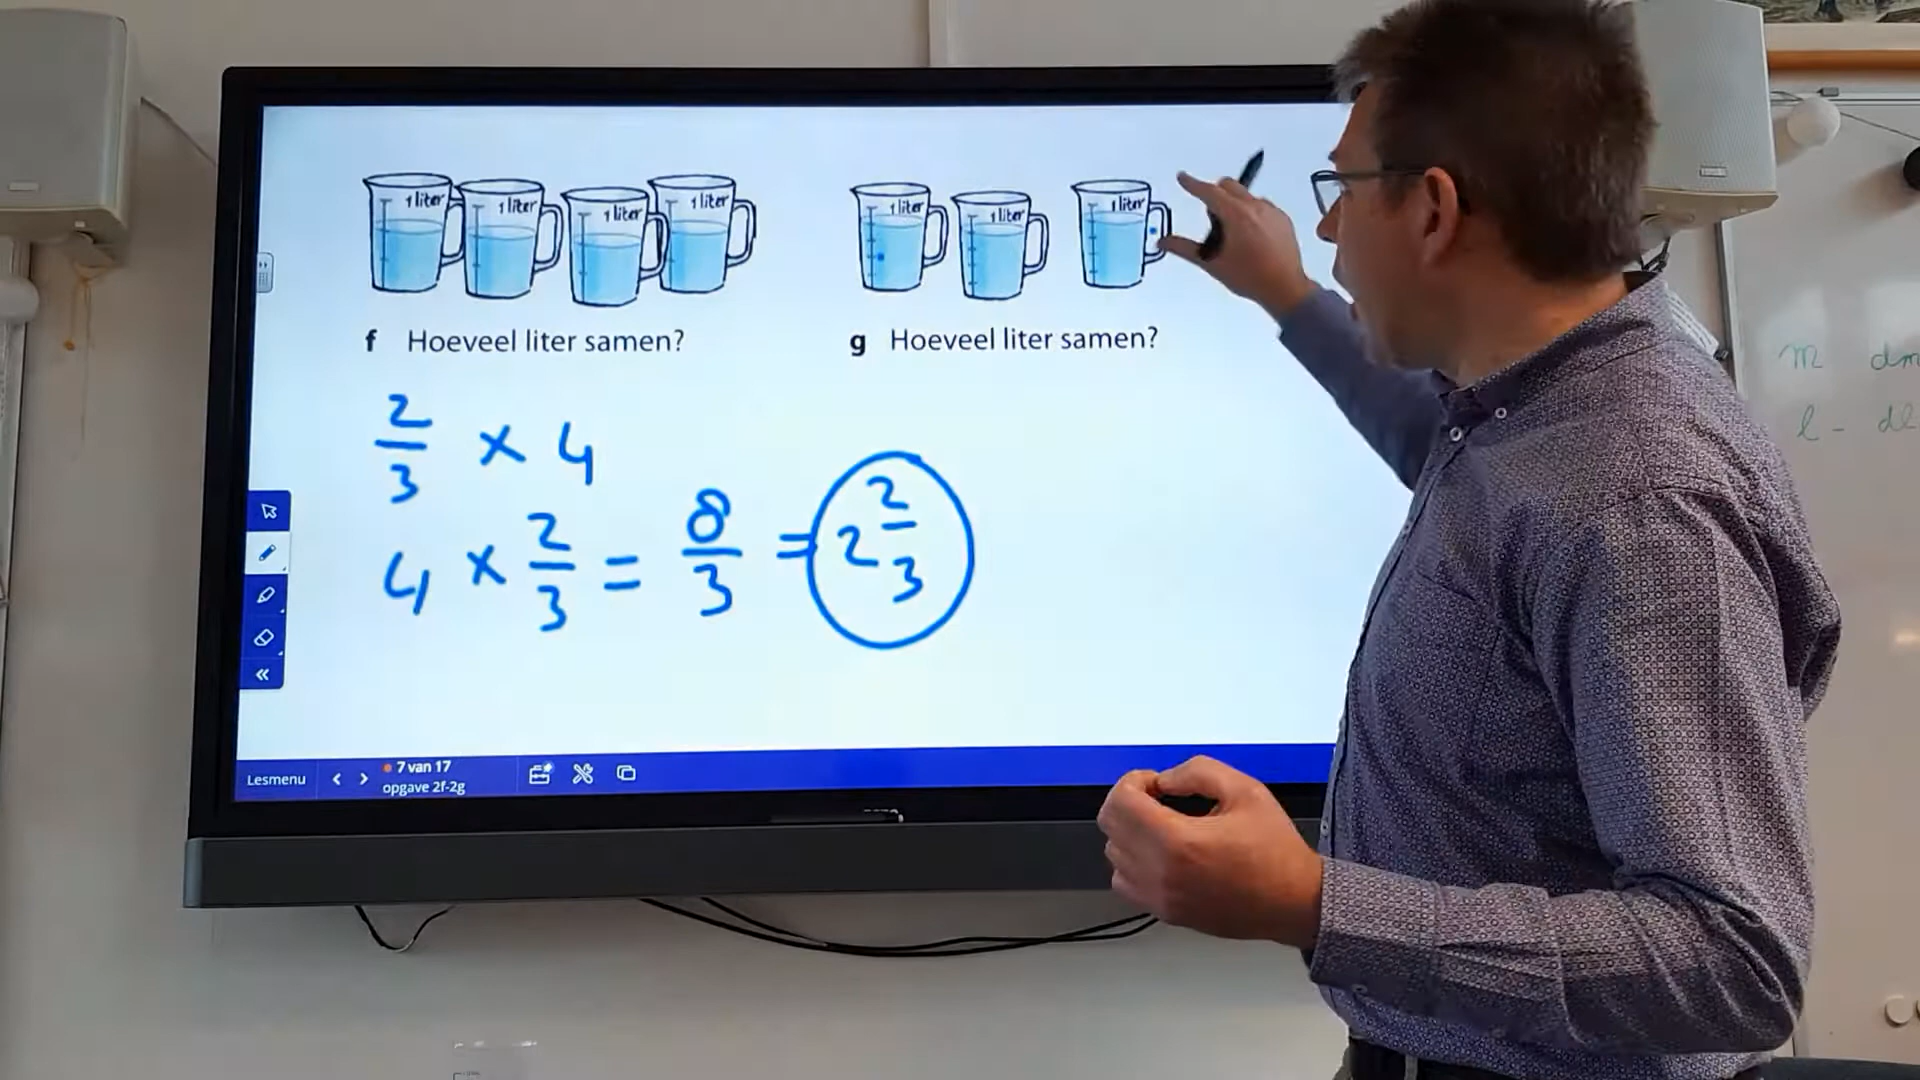 1 liter 1 liter 1 liter 1 liter
1 liter 1 liter 1 liter
f Hoeveel liter samen?
g Hoeveel liter samen?
2/3 × 4
4 × 2/3 = 8/3 = 2 2/3
Lesmenu
7 van 17
opgave 2f-2g
m dm
l - dl